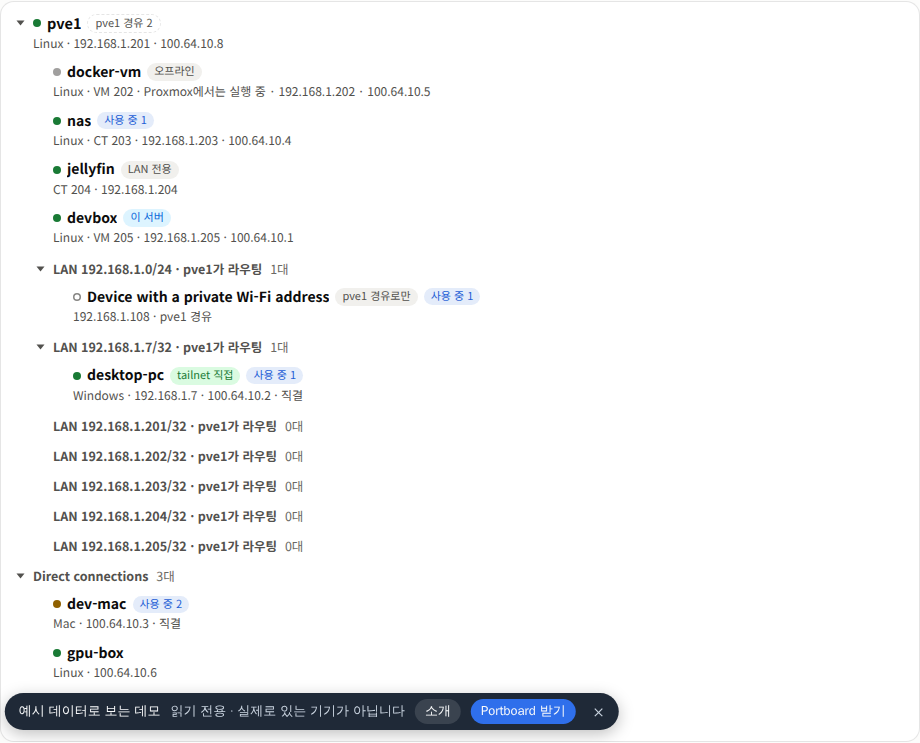 pve1 pve1 경유 2
Linux · 192.168.1.201 · 100.64.10.8
docker-vm 오프라인
Linux · VM 202 · Proxmox에서는 실행 중 · 192.168.1.202 · 100.64.10.5
nas 사용 중 1
Linux · CT 203 · 192.168.1.203 · 100.64.10.4
jellyfin LAN 전용
CT 204 · 192.168.1.204
devbox 이 서버
Linux · VM 205 · 192.168.1.205 · 100.64.10.1
LAN 192.168.1.0/24 · pve1가 라우팅 1대
Device with a private Wi-Fi address pve1 경유로만 사용 중 1
192.168.1.108 · pve1 경유
LAN 192.168.1.7/32 · pve1가 라우팅 1대
desktop-pc tailnet 직접 사용 중 1
Windows · 192.168.1.7 · 100.64.10.2 · 직결
LAN 192.168.1.201/32 · pve1가 라우팅 0대
LAN 192.168.1.202/32 · pve1가 라우팅 0대
LAN 192.168.1.203/32 · pve1가 라우팅 0대
LAN 192.168.1.204/32 · pve1가 라우팅 0대
LAN 192.168.1.205/32 · pve1가 라우팅 0대
Direct connections 3대
dev-mac 사용 중 2
Mac · 100.64.10.3 · 직결
gpu-box
Linux · 100.64.10.6
예시 데이터로 보는 데모 읽기 전용 · 실제로 있는 기기가 아닙니다 소개 Portboard 받기 ×